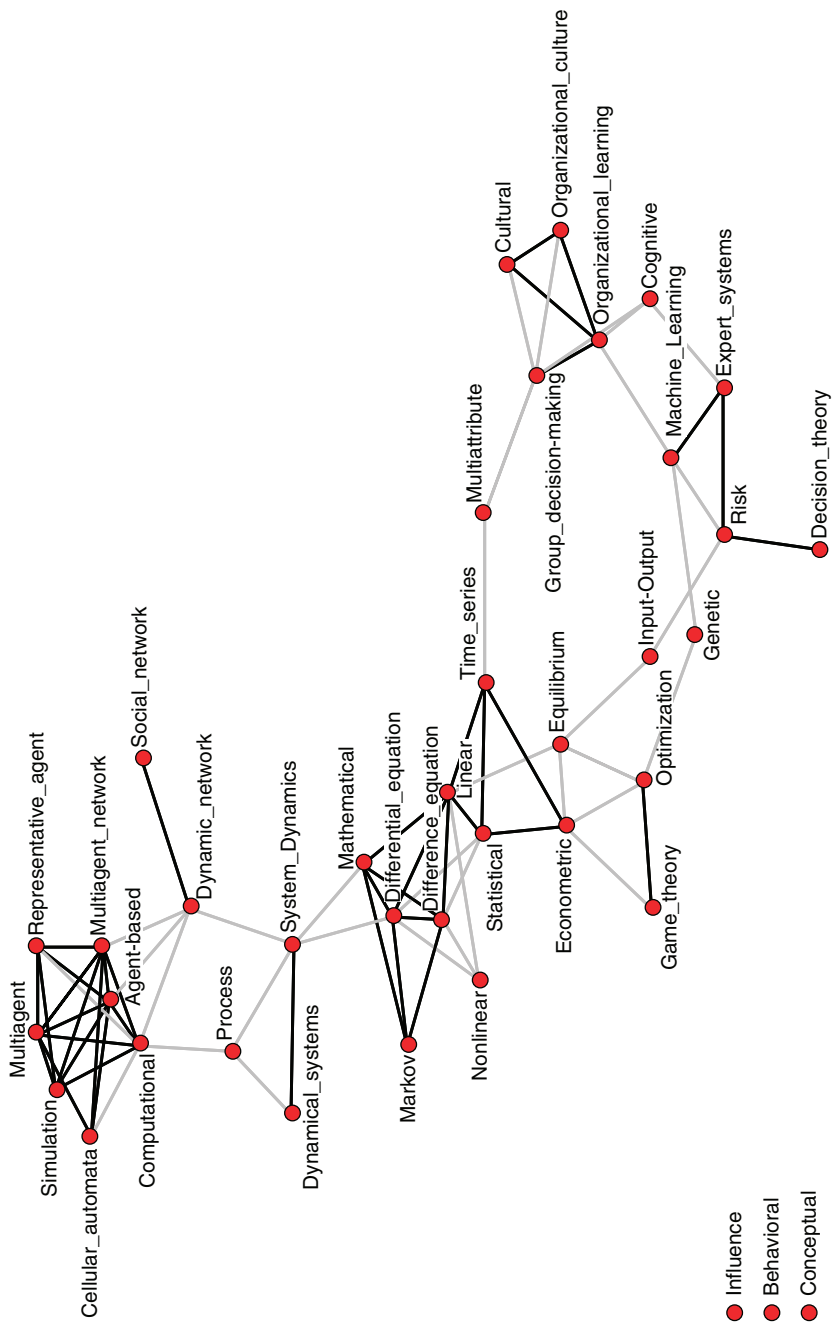 Cellular_automata
Simulation
Multiagent
Computational
Agent-based
Representative_agent
Multiagent_network
Dynamic_network
Social_network
Process
Dynamical_systems
System_Dynamics
Mathematical
Markov
Differential_equation
Difference_equation
Nonlinear
Linear
Statistical
Time_series
Econometric
Equilibrium
Game_theory
Optimization
Input-Output
Genetic
Multiattribute
Group_decision-making
Cultural
Organizational_culture
Organizational_learning
Cognitive
Machine_Learning
Expert_systems
Risk
Decision_theory
Influence
Behavioral
Conceptual